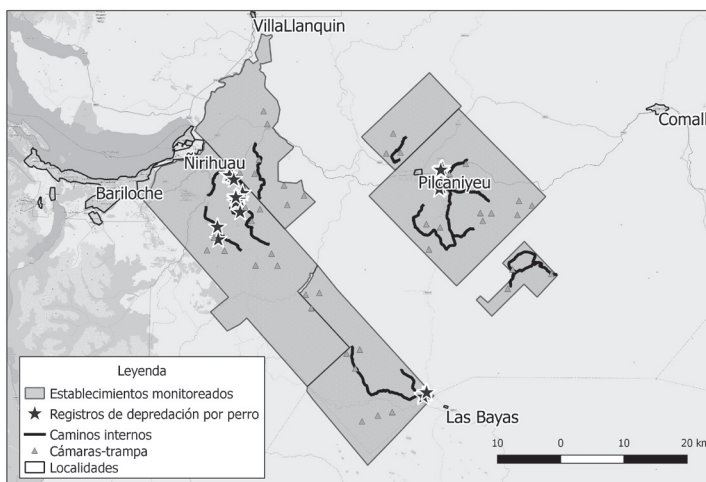 VillaLlanquin
Comall
Ñirihuau
Pilcaniyeu
Bariloche
Las Bayas
Leyenda
Establecimientos monitoreados
Registros de depredación por perro
Caminos internos
Cámaras-trampa
Localidades
10 0 10 20 km